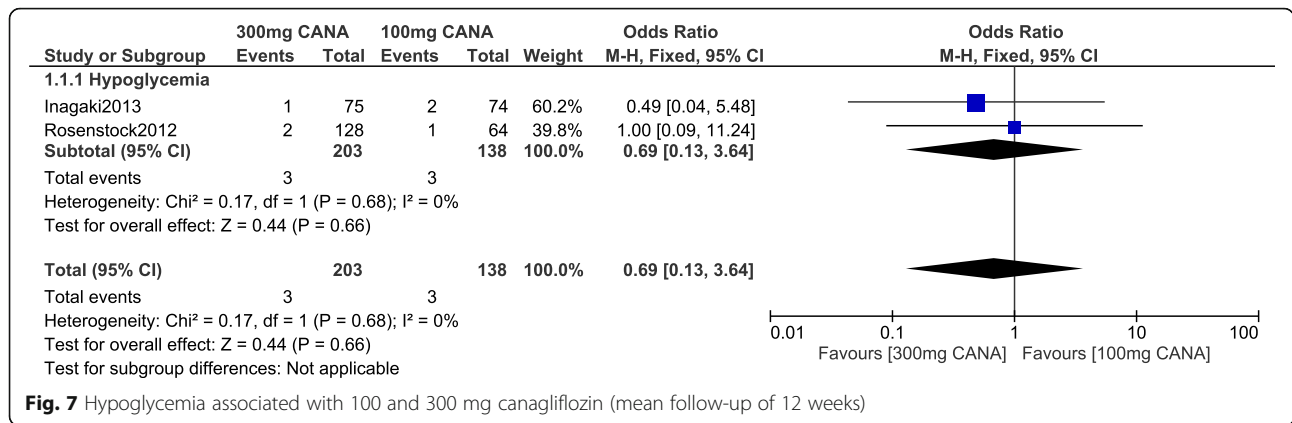 300mg CANA 100mg CANA Odds Ratio Odds Ratio
Study or Subgroup Events Total Events Total Weight M-H, Fixed, 95% CI M-H, Fixed, 95% CI
1.1.1 Hypoglycemia
Inagaki2013 1 75 2 74 60.2% 0.49 [0.04, 5.48]
Rosenstock2012 2 128 1 64 39.8% 1.00 [0.09, 11.24]
Subtotal (95% CI) 203 138 100.0% 0.69 [0.13, 3.64]
Total events 3 3
Heterogeneity: Chi² = 0.17, df = 1 (P = 0.68); I² = 0%
Test for overall effect: Z = 0.44 (P = 0.66)
Total (95% CI) 203 138 100.0% 0.69 [0.13, 3.64]
Total events 3 3
Heterogeneity: Chi² = 0.17, df = 1 (P = 0.68); I² = 0%
Test for overall effect: Z = 0.44 (P = 0.66)
Test for subgroup differences: Not applicable
0.01 0.1 1 10 100
Favours [300mg CANA] Favours [100mg CANA]
Fig. 7 Hypoglycemia associated with 100 and 300 mg canagliflozin (mean follow-up of 12 weeks)